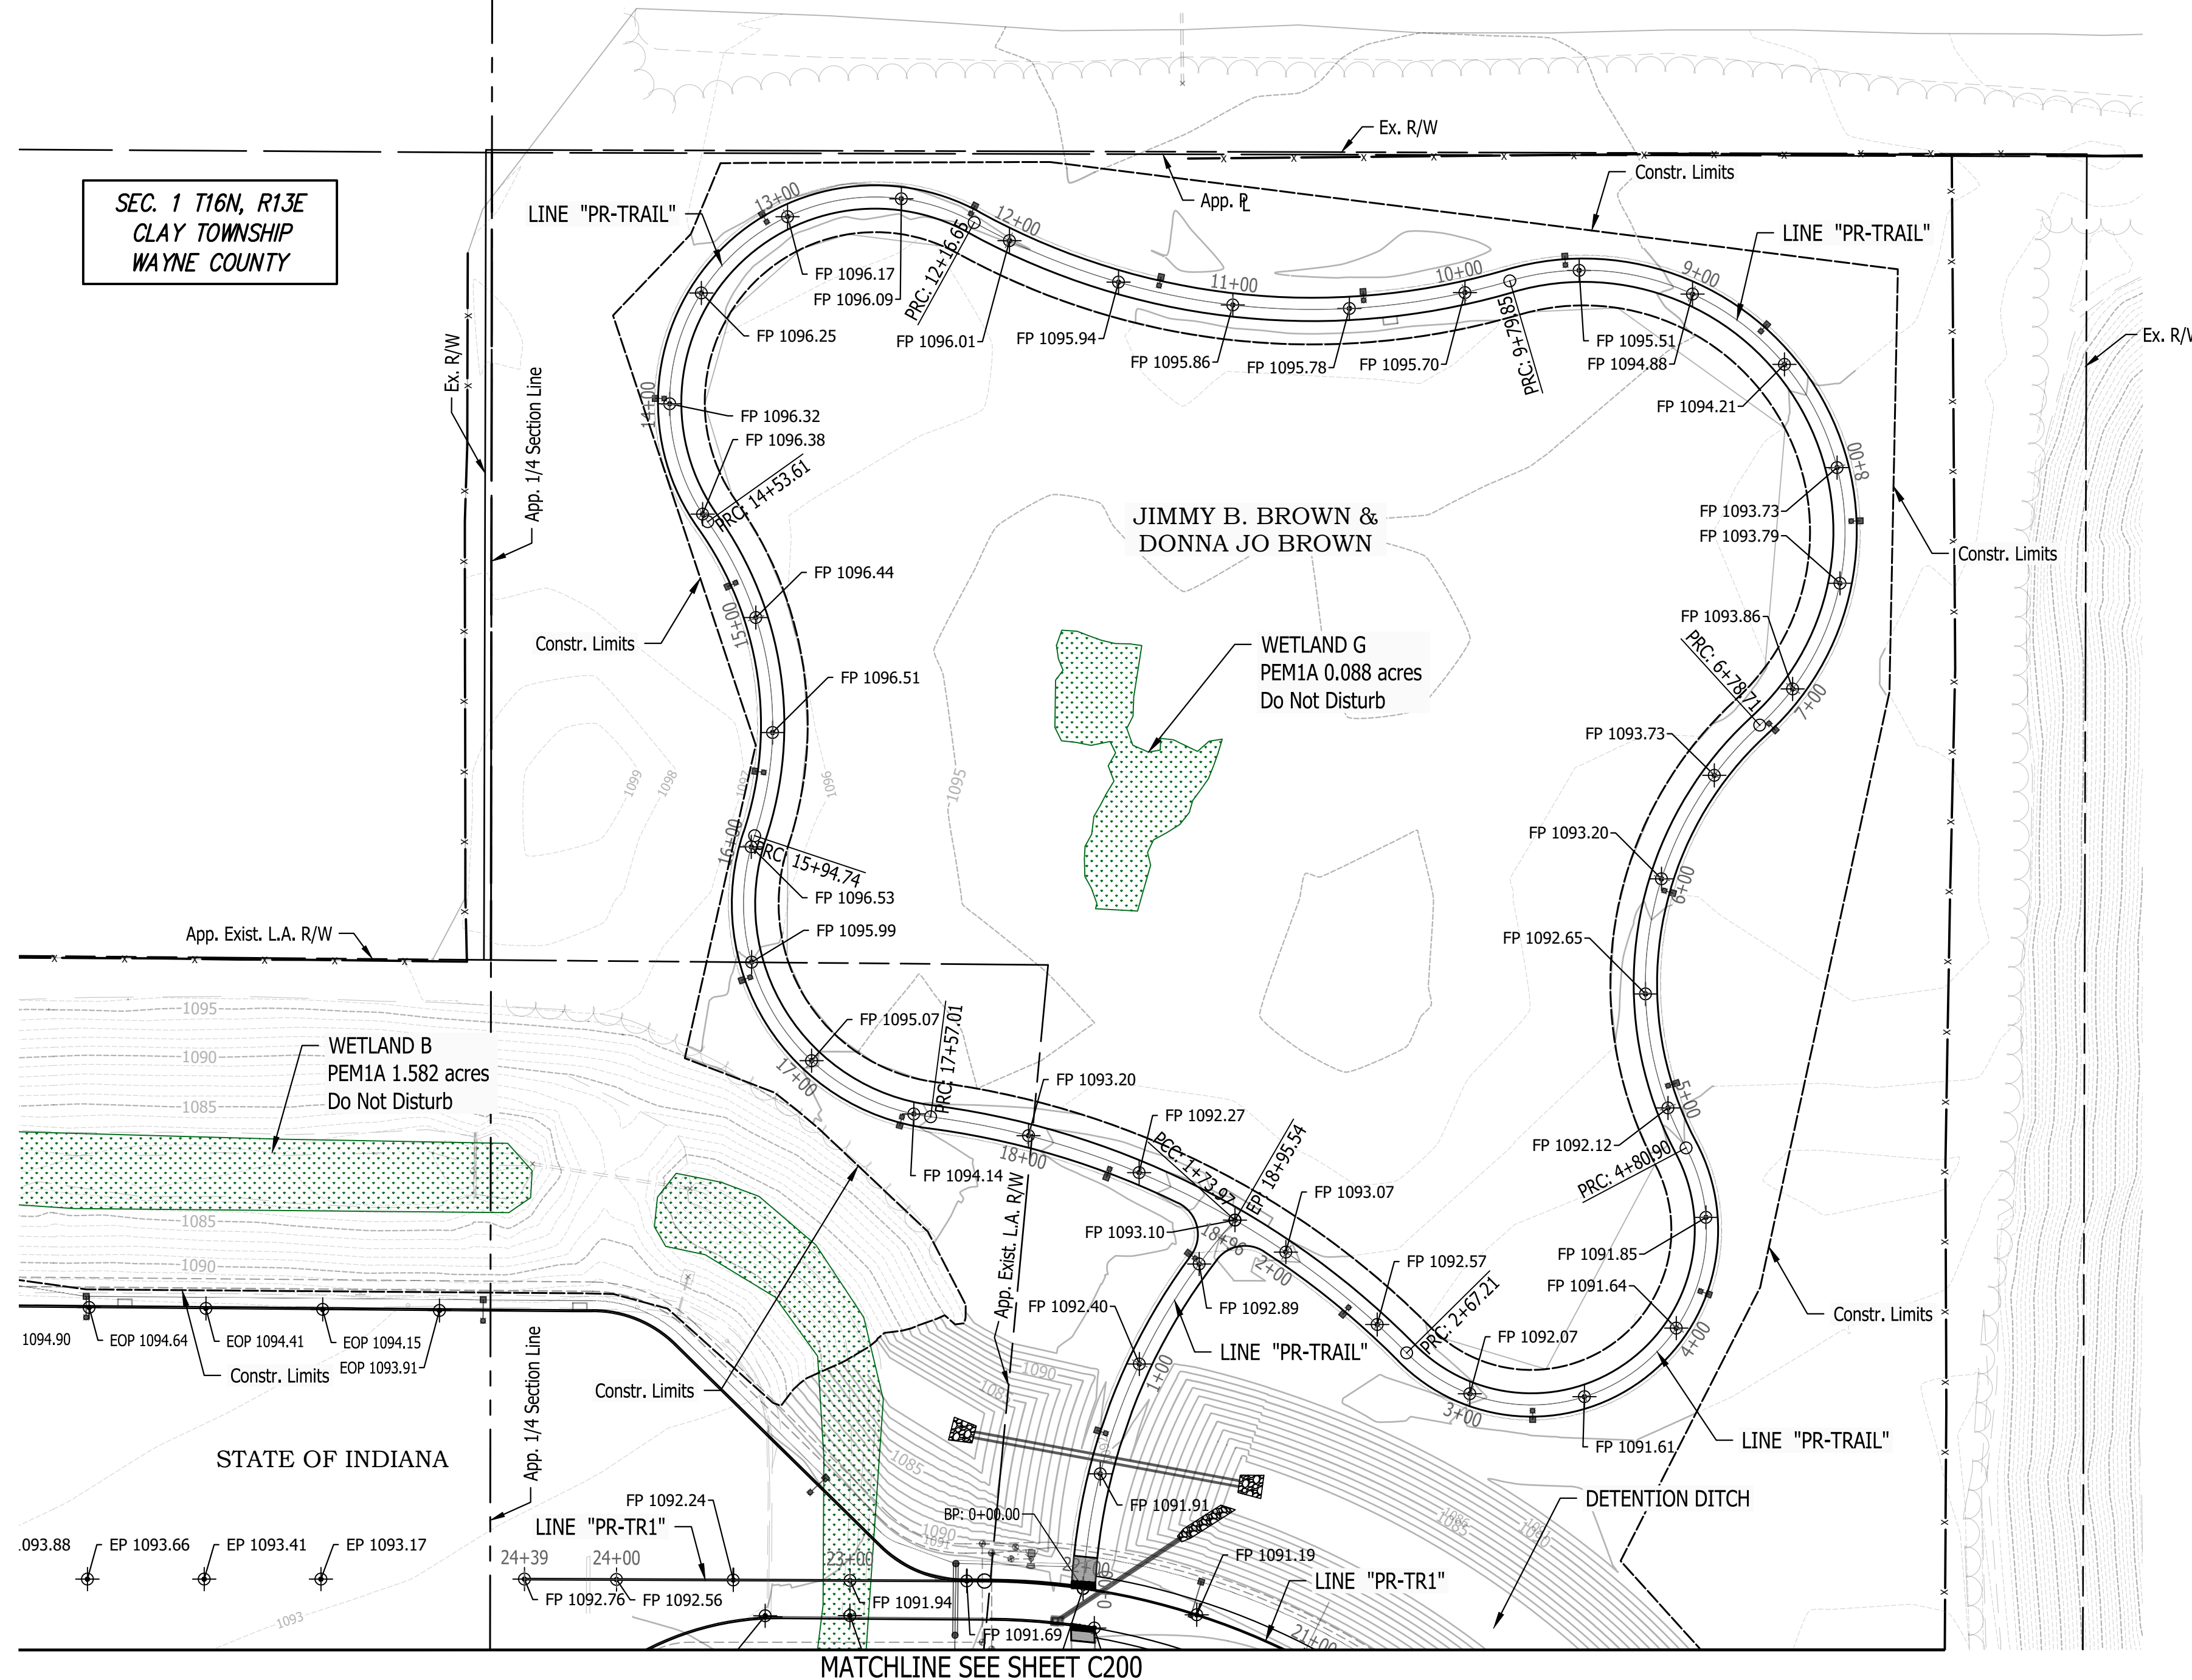 Ex. R/W
SEC. 1 T16N, R13E
CLAY TOWNSHIP
WAYNE COUNTY
LINE "PR-TRAIL"
13+00
12+00
Constr. Limits
App. PL
LINE "PR-TRAIL"
PRC: 12+16.65
FP 1096.17
FP 1096.09
FP 1096.25
FP 1096.01
FP 1095.94
11+00
FP 1095.86
FP 1095.78
10+00
FP 1095.70
PRC: 9+79.85
9+00
FP 1095.51
FP 1094.88
FP 1094.21
Ex. R/W
Ex. R/W
App. 1/4 Section Line
14+00
FP 1096.32
FP 1096.38
PRC: 14+53.61
8+00
FP 1093.73
FP 1093.79
JIMMY B. BROWN &
DONNA JO BROWN
Constr. Limits
FP 1096.44
15+00
Constr. Limits
FP 1093.86
PRC: 6+78.71
7+00
WETLAND G
PEM1A 0.088 acres
Do Not Disturb
FP 1096.51
FP 1093.73
1099
1098
1097
1096
1095
16+00
PRC: 15+94.74
FP 1096.53
FP 1093.20
6+00
App. Exist. L.A. R/W
FP 1095.99
FP 1092.65
1095
WETLAND B
PEM1A 1.582 acres
Do Not Disturb
1090
1085
1085
1090
FP 1095.07
17+00
PRC: 17+57.01
FP 1093.20
FP 1094.14
18+00
FP 1092.27
PCC: 1+73.97
EP: 18+95.54
FP 1093.07
FP 1093.10
18+96
2+00
FP 1092.12
5+00
PRC: 4+80.90
App. Exist. L.A. R/W
FP 1092.89
FP 1092.57
FP 1091.85
FP 1091.64
FP 1092.40
PRC: 2+67.21
FP 1092.07
4+00
Constr. Limits
1094.90
EOP 1094.64
EOP 1094.41
EOP 1094.15
EOP 1093.91
Constr. Limits
Constr. Limits
LINE "PR-TRAIL"
1+00
1090
1085
3+00
FP 1091.61
LINE "PR-TRAIL"
STATE OF INDIANA
App. 1/4 Section Line
1085
FP 1092.24
BP: 0+00.00
FP 1091.91
DETENTION DITCH
1086
1085
1090
1090
1091
LINE "PR-TR1"
.093.88
EP 1093.66
EP 1093.41
EP 1093.17
24+39
24+00
23+00
22+00
0+00
FP 1091.19
LINE "PR-TR1"
FP 1092.76
FP 1092.56
FP 1091.94
FP 1091.69
21+00
1093
MATCHLINE SEE SHEET C200